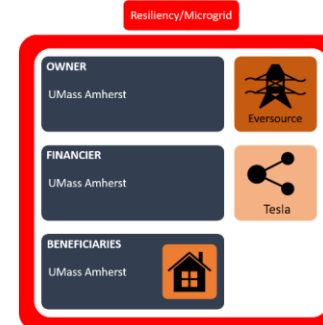 Resiliency/Microgrid
OWNER
UMass Amherst
Eversource
FINANCIER
UMass Amherst
Tesla
BENEFICIARIES
UMass Amherst